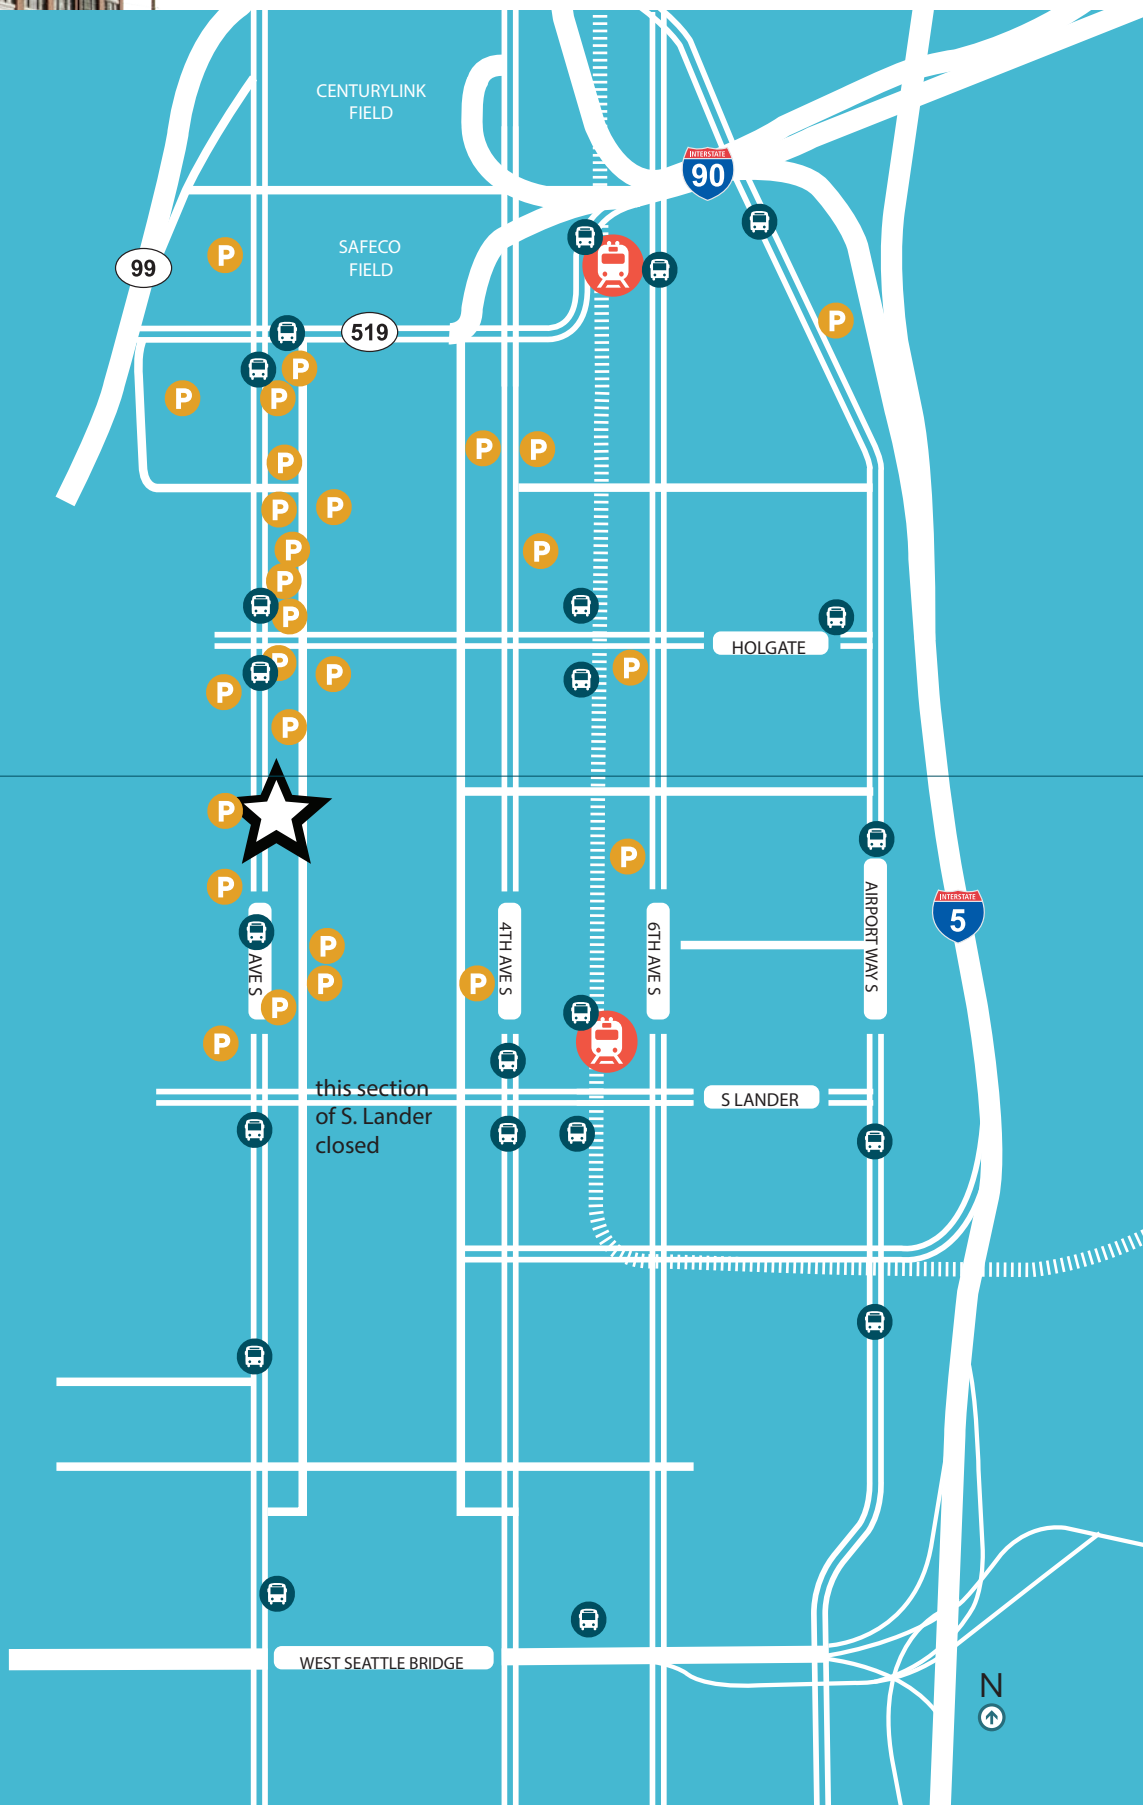 CENTURYLINK
FIELD
INTERSTATE
90
SAFECO
FIELD
99
P
519
P
P
P
P
P
P
P
P
P
P
P
P
P
P
HOLGATE
P
P
P
P
P
P
P
P
INTERSTATE
5
AIRPORT WAY S
AVE S
4TH AVE S
6TH AVE S
P
P
P
P
P
this section
of S. Lander
closed
S LANDER
WEST SEATTLE BRIDGE
N